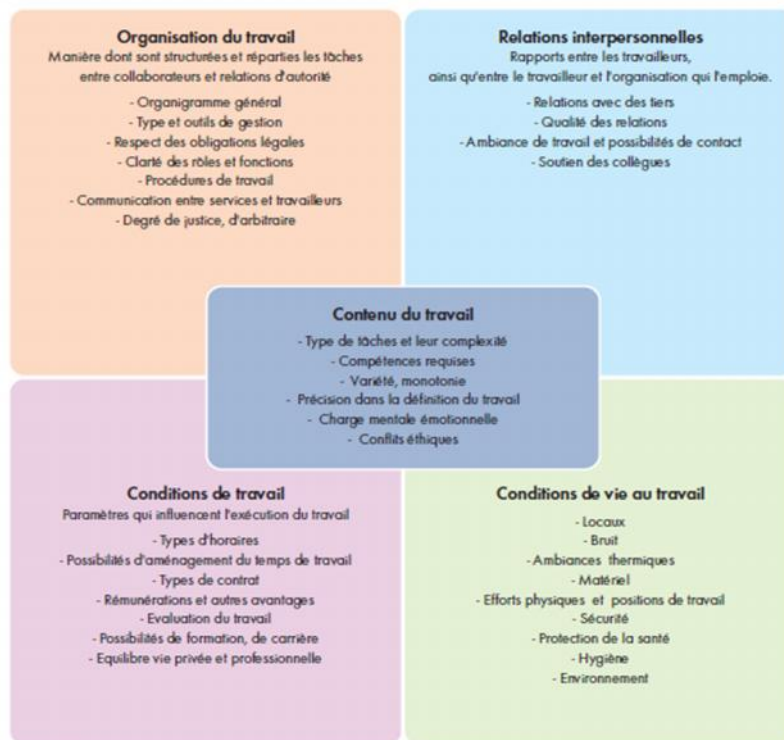 Organisation du travail
Manière dont sont structurées et réparties les tâches
entre collaborateurs et relations d'autorité
- Organigramme général
- Type et outils de gestion
- Respect des obligations légales
- Clarté des rôles et fonctions
- Procédures de travail
- Communication entre services et travailleurs
- Degré de justice, d'arbitraire
Relations interpersonnelles
Rapports entre les travailleurs,
ainsi qu'entre le travailleur et l'organisation qui l'emploie.
- Relations avec des tiers
- Qualité des relations
- Ambiance de travail et possibilités de contact
- Soutien des collègues
Contenu du travail
- Type de tâches et leur complexité
- Compétences requises
- Variété, monotonie
- Précision dans la définition du travail
- Charge mentale émotionnelle
- Conflits éthiques
Conditions de travail
Paramètres qui influencent l'exécution du travail
- Types d'horaires
- Possibilités d'aménagement du temps de travail
- Types de contrat
- Rémunérations et autres avantages
- Evaluation du travail
- Possibilités de formation, de carrière
- Equilibre vie privée et professionnelle
Conditions de vie au travail
- Locaux
- Bruit
- Ambiances thermiques
- Matériel
- Efforts physiques et positions de travail
- Sécurité
- Protection de la santé
- Hygiène
- Environnement